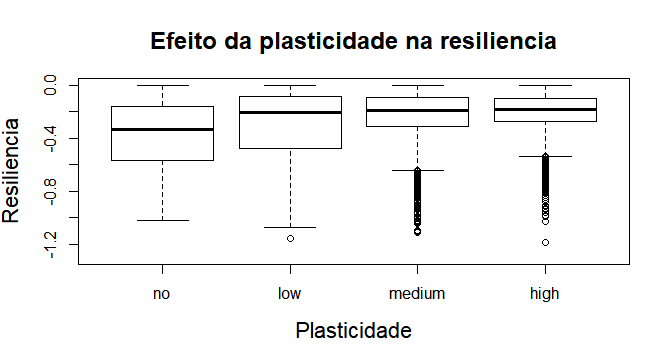 Efeito da plasticidade na resiliencia
Resiliencia
0.0
-0.4
-0.8
-1.2
no
low
medium
high
Plasticidade